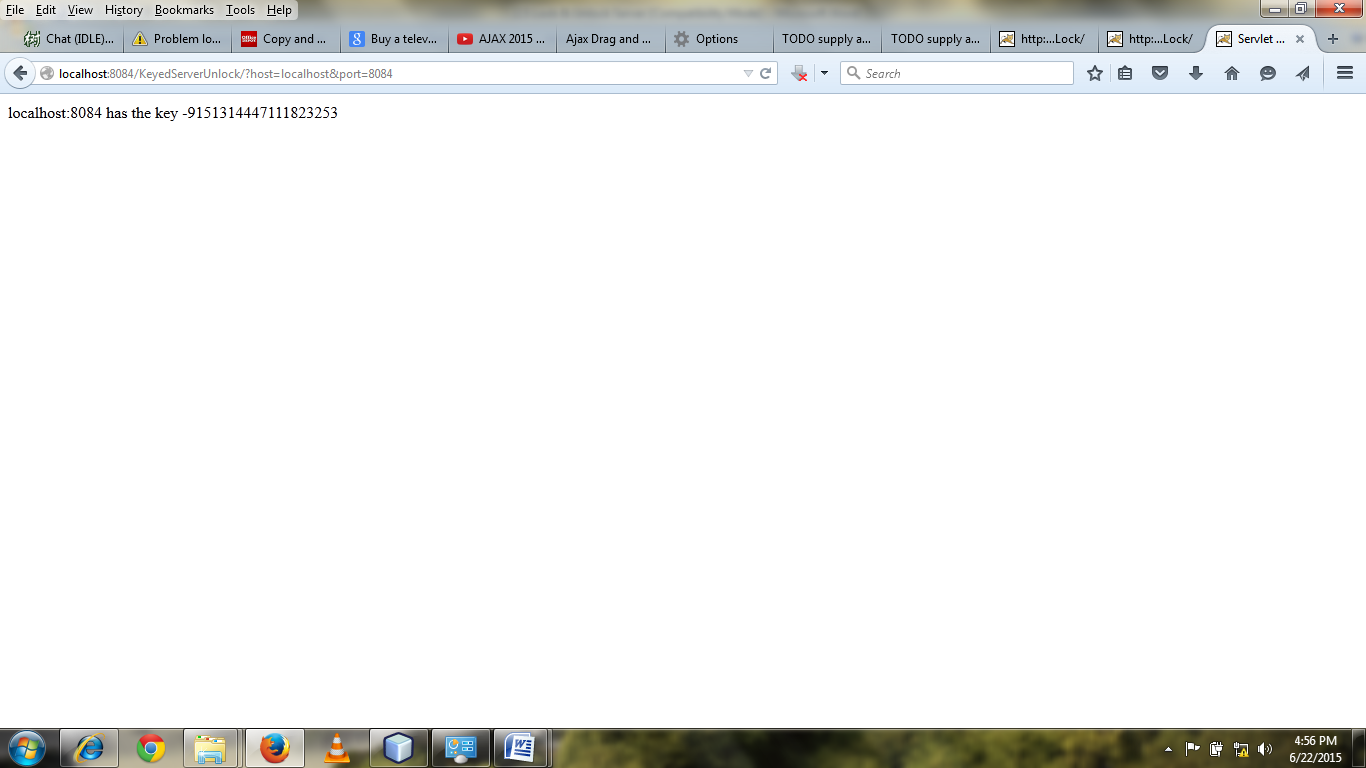 File Edit View History Bookmarks Tools Help
Chat (IDLE)... Problem lo... Copy and ... Buy a telev... AJAX 2015 ... Ajax Drag and ... Options TODO supply a... TODO supply a... http:...Lock/ http:...Lock/ Servlet ...
localhost:8084/KeyedServerUnlock/?host=localhost&port=8084 Search
localhost:8084 has the key -9151314447111823253
4:56 PM
6/22/2015